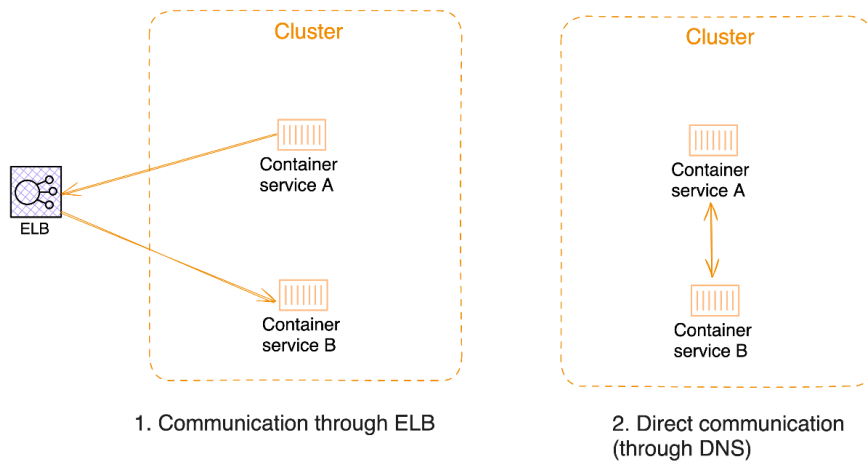 Cluster
Container
service A
ELB
Container
service B
1. Communication through ELB
Cluster
Container
service A
Container
service B
2. Direct communication
(through DNS)